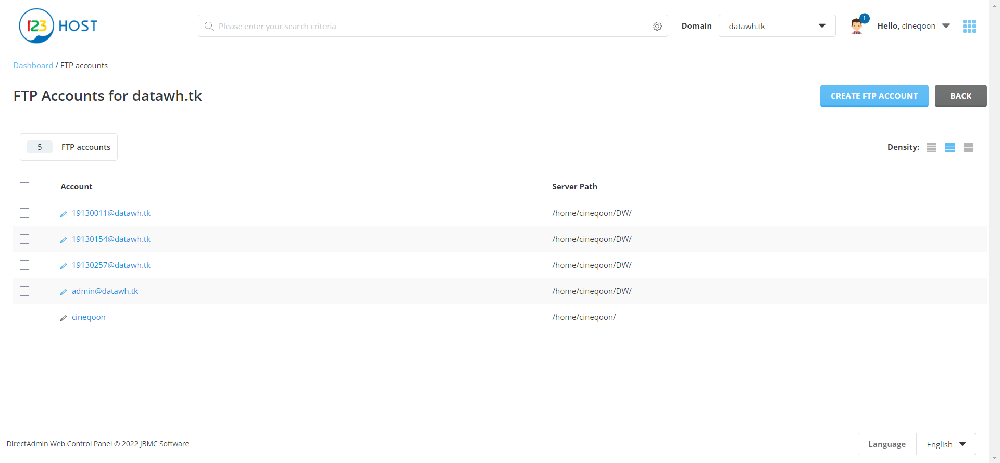 123 HOST
Please enter your search criteria
Domain
datawh.tk
1
Hello, cineqoon
Dashboard / FTP accounts
FTP Accounts for datawh.tk
CREATE FTP ACCOUNT
BACK
5 FTP accounts
Density:
Account Server Path
19130011@datawh.tk /home/cineqoon/DW/
19130154@datawh.tk /home/cineqoon/DW/
19130257@datawh.tk /home/cineqoon/DW/
admin@datawh.tk /home/cineqoon/DW/
cineqoon /home/cineqoon/
DirectAdmin Web Control Panel © 2022 JBMC Software
Language English